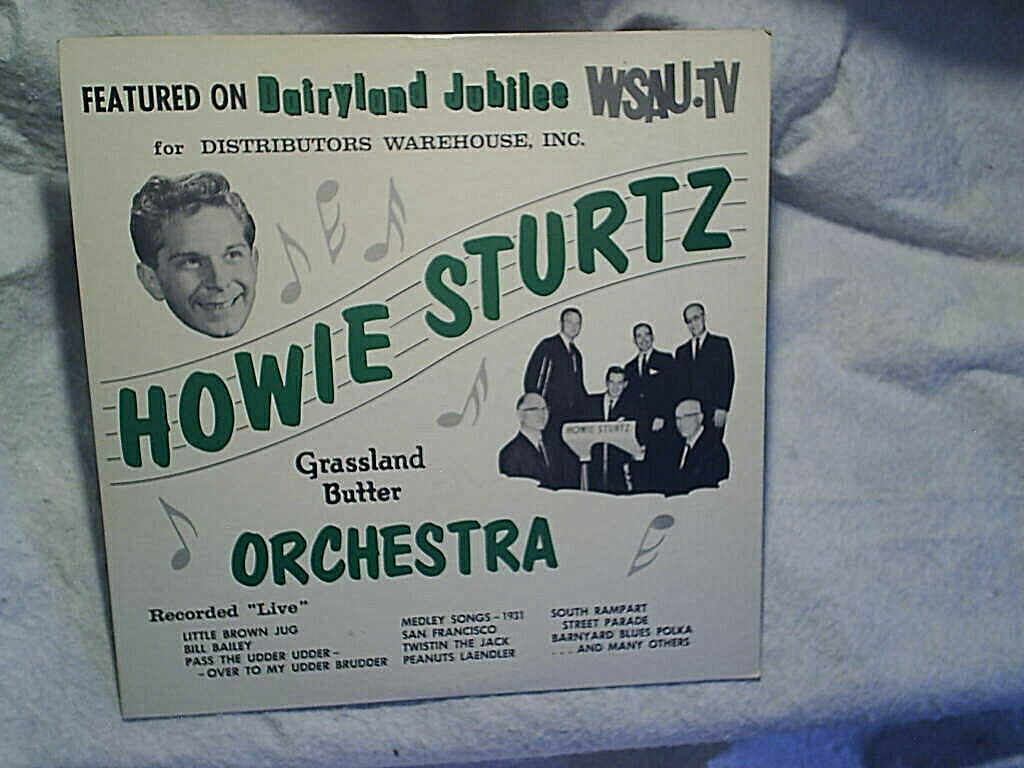 FEATURED ON Dairyland Jubilee WSAU-TV
for DISTRIBUTORS WAREHOUSE, INC.
HOWIE STURTZ
HOWIE STURTZ
Grassland
Butter
ORCHESTRA
Recorded "Live"
LITTLE BROWN JUG
BILL BAILEY
PASS THE UDDER UDDER-
-OVER TO MY UDDER BRUDDER
MEDLEY SONGS-1931
SAN FRANCISCO
TWISTIN THE JACK
PEANUTS LAENDLER
SOUTH RAMPART
STREET PARADE
BARNYARD BLUES POLKA
. . . AND MANY OTHERS